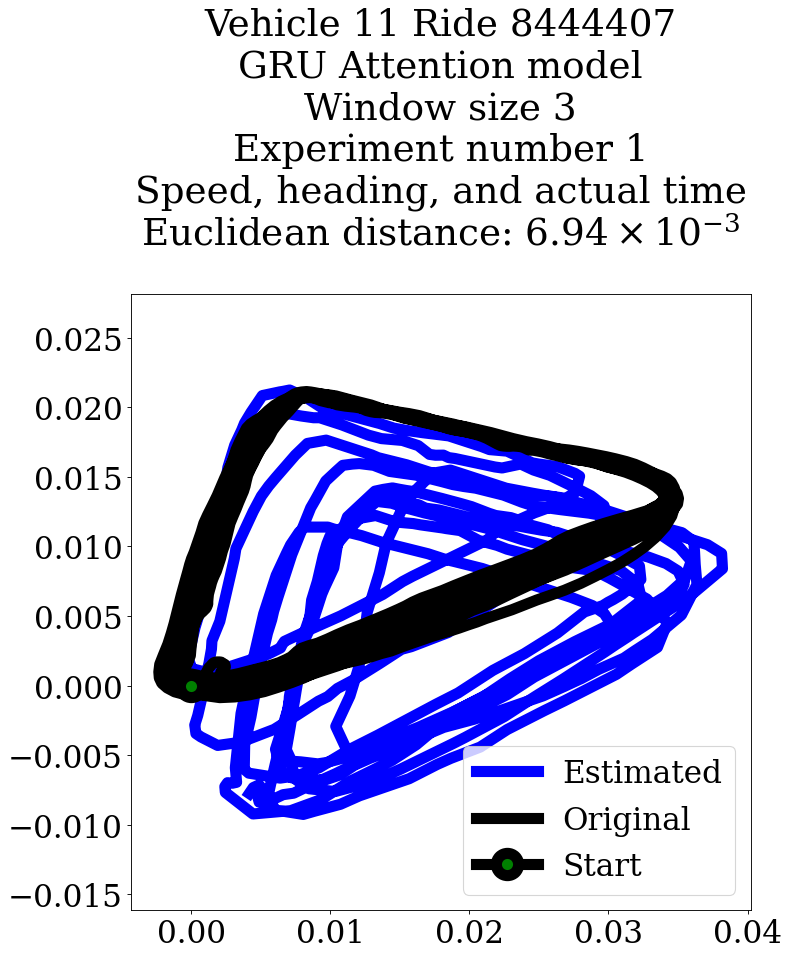 Vehicle 11 Ride 8444407
GRU Attention model
Window size 3
Experiment number 1
Speed, heading, and actual time
Euclidean distance: 6.94 × 10⁻³
0.025
0.020
0.015
0.010
0.005
0.000
−0.005
−0.010
−0.015
Estimated
Original
Start
0.00 0.01 0.02 0.03 0.04